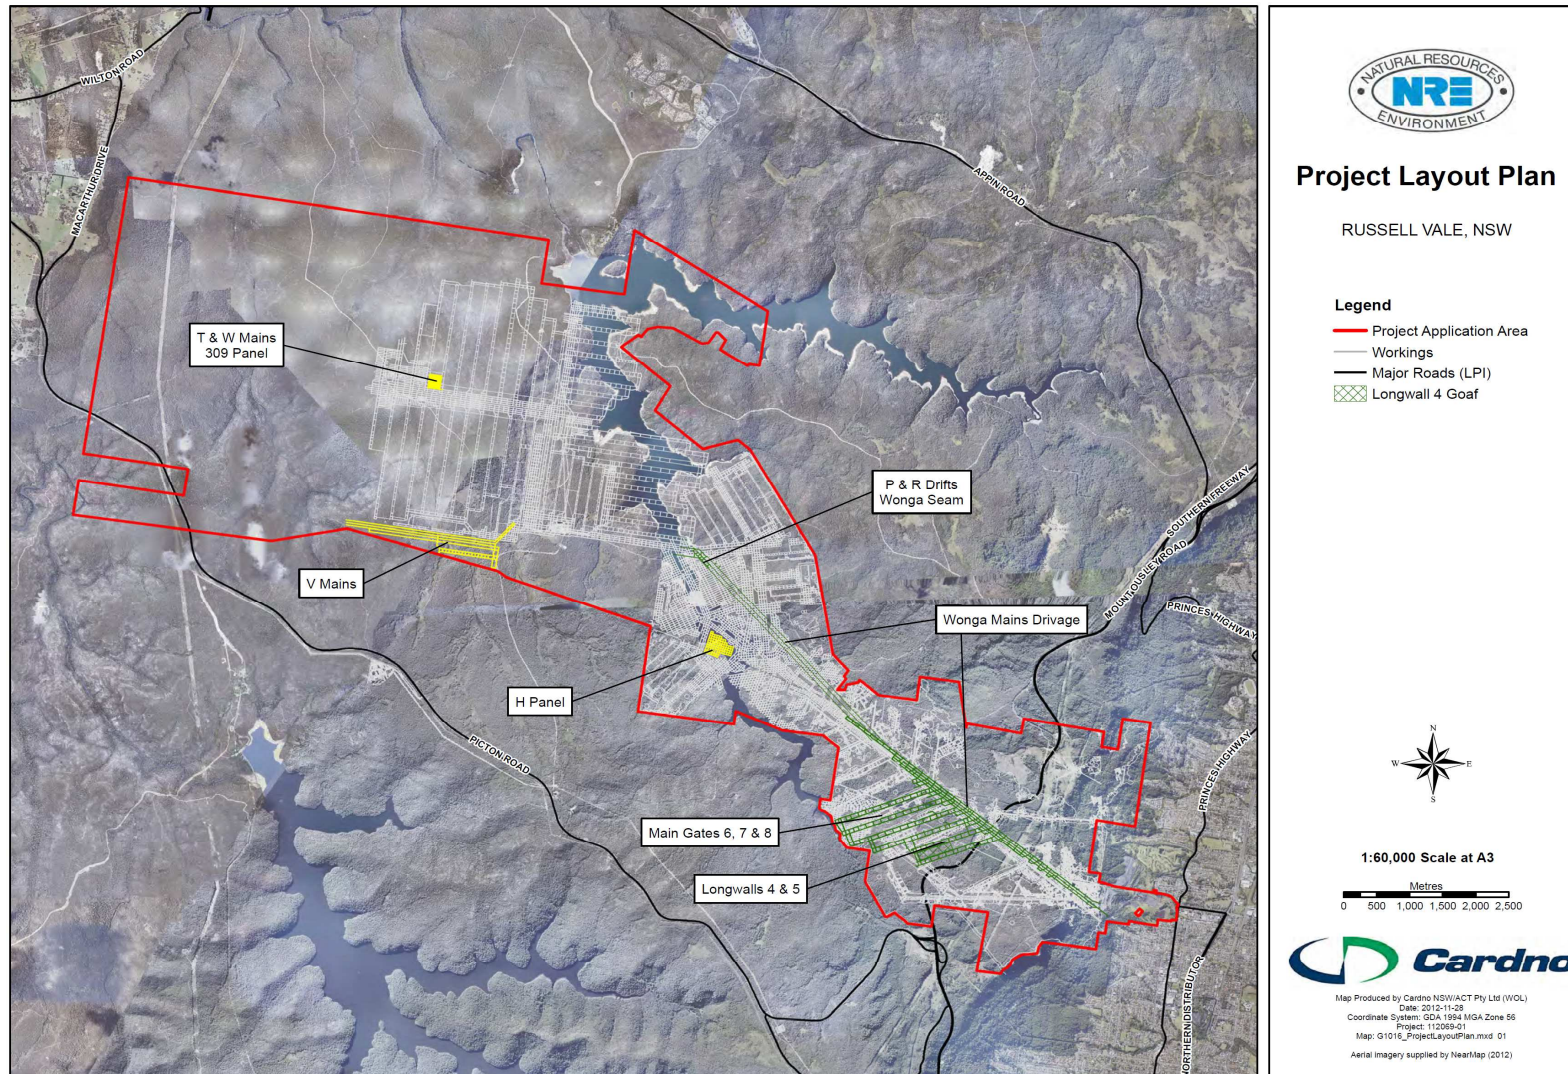 WILTON ROAD
MACARTHUR DRIVE
APPIN ROAD
T & W Mains
309 Panel
P & R Drifts
Wonga Seam
SOUTHERN FREEWAY
MOUNT OUSLEY ROAD
PRINCES HIGHWAY
V Mains
Wonga Mains Drivage
H Panel
PICTON ROAD
PRINCES HIGHWAY
Main Gates 6, 7 & 8
Longwalls 4 & 5
NORTHERN DISTRIBUTOR
NATURAL RESOURCES
NRE
ENVIRONMENT
Project Layout Plan
RUSSELL VALE, NSW
Legend
Project Application Area
Workings
Major Roads (LPI)
Longwall 4 Goaf
N
W E
S
1:60,000 Scale at A3
Metres
0 500 1,000 1,500 2,000 2,500
Cardno
Map Produced by Cardno NSW/ACT Pty Ltd (WOL)
Date: 2012-11-28
Coordinate System: GDA 1994 MGA Zone 56
Project: 112069-01
Map: G1016_ProjectLayoutPlan.mxd 01
Aerial imagery supplied by NearMap (2012)